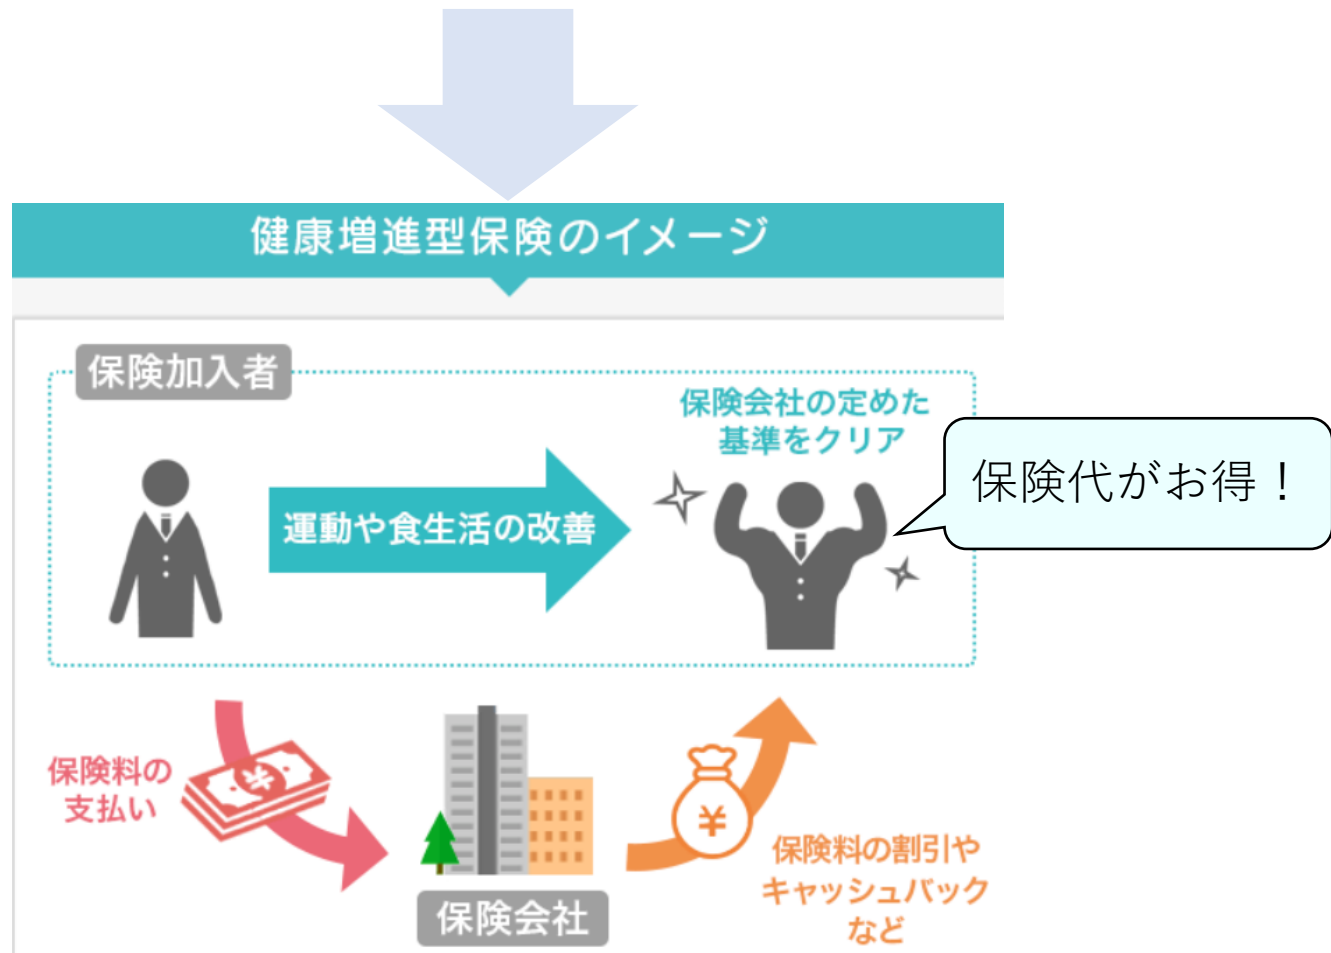 健康増進型保険のイメージ
保険加入者
保険会社の定めた
基準をクリア
保険代がお得！
運動や食生活の改善
保険料の
支払い
¥
¥
保険料の割引や
キャッシュバック
など
保険会社